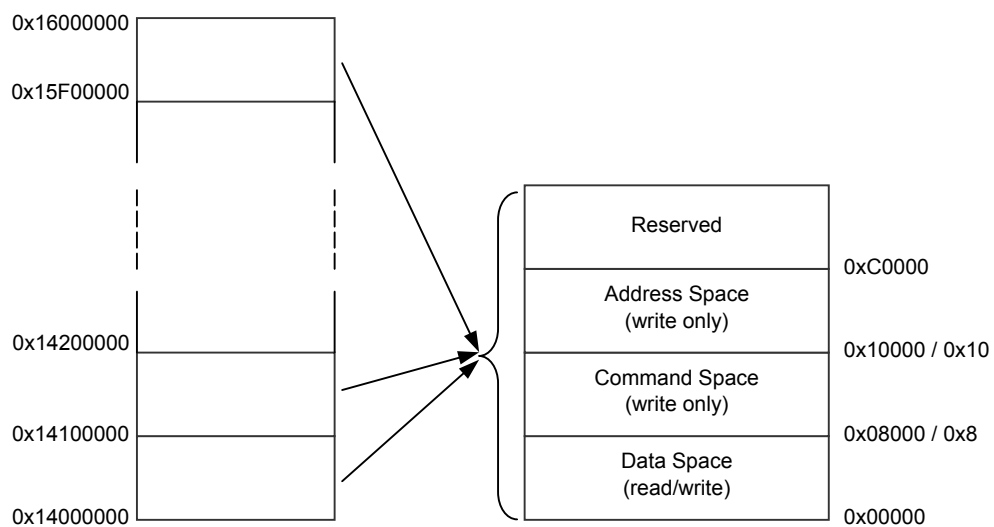 0x16000000
0x15F00000
0x14200000
0x14100000
0x14000000
Reserved
0xC0000
Address Space
(write only)
0x10000 / 0x10
Command Space
(write only)
0x08000 / 0x8
Data Space
(read/write)
0x00000